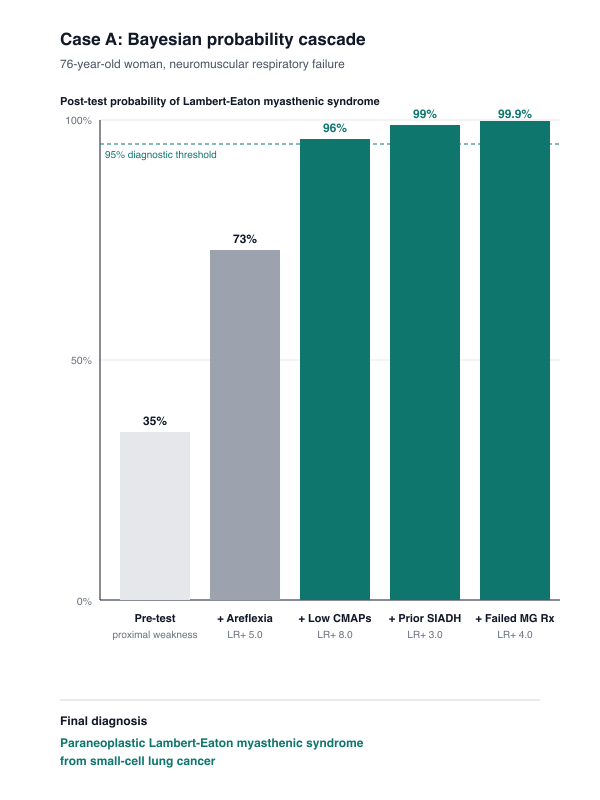 Case A: Bayesian probability cascade
76-year-old woman, neuromuscular respiratory failure
Post-test probability of Lambert-Eaton myasthenic syndrome
100%
95% diagnostic threshold
50%
0%
35%
73%
96%
99%
99.9%
Pre-test
proximal weakness
+ Areflexia
LR+ 5.0
+ Low CMAPs
LR+ 8.0
+ Prior SIADH
LR+ 3.0
+ Failed MG Rx
LR+ 4.0
Final diagnosis
Paraneoplastic Lambert-Eaton myasthenic syndrome
from small-cell lung cancer